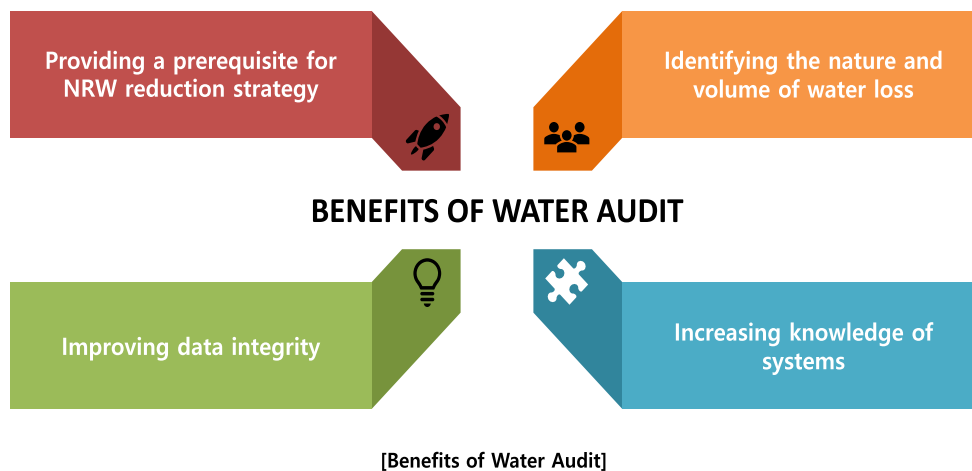 Providing a prerequisite for
NRW reduction strategy
Identifying the nature and
volume of water loss
BENEFITS OF WATER AUDIT
Improving data integrity
Increasing knowledge of
systems
[Benefits of Water Audit]